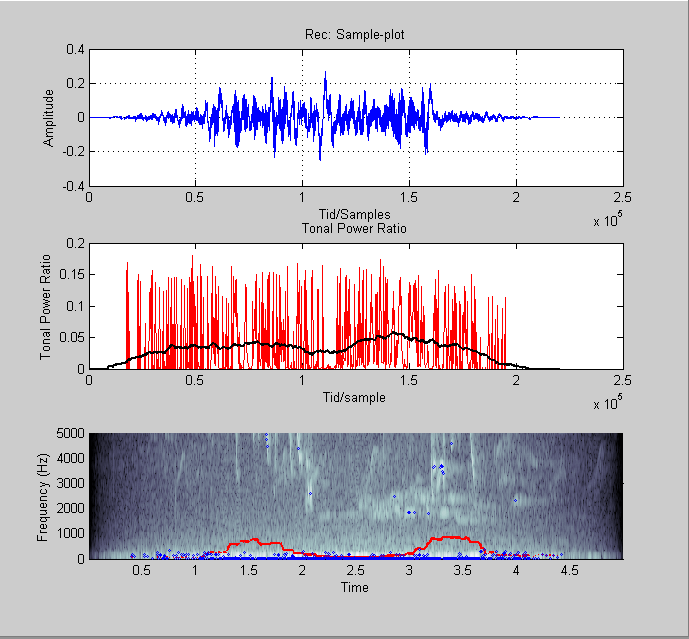 Rec: Sample-plot
0.4
0.2
0
-0.2
-0.4
Amplitude
0 0.5 1 1.5 2 2.5
Tid/Samples
x 10^5
Tonal Power Ratio
0.2
0.15
0.1
0.05
0
Tonal Power Ratio
0 0.5 1 1.5 2 2.5
Tid/sample
x 10^5
5000
4000
3000
2000
1000
0
Frequency (Hz)
0.5 1 1.5 2 2.5 3 3.5 4 4.5
Time